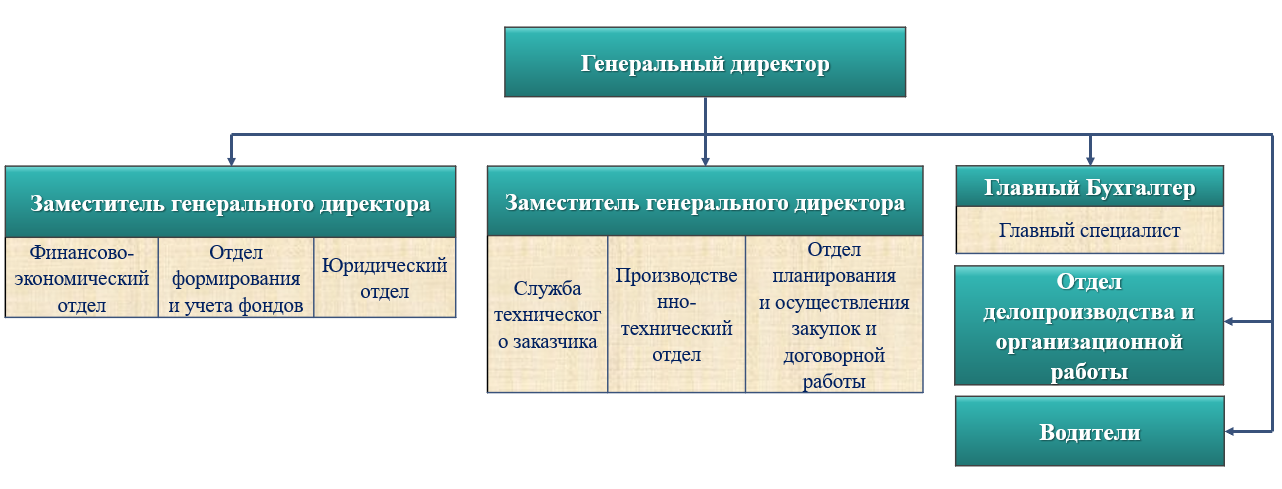 Генеральный директор
Заместитель генерального директора
Финансово-
экономический
отдел
Отдел
формирования
и учета фондов
Юридический
отдел
Заместитель генерального директора
Служба
техническог
о заказчика
Производстве
нно-
технический
отдел
Отдел
планирования
и осуществления
закупок и
договорной
работы
Главный Бухгалтер
Главный специалист
Отдел
делопроизводства и
организационной
работы
Водители